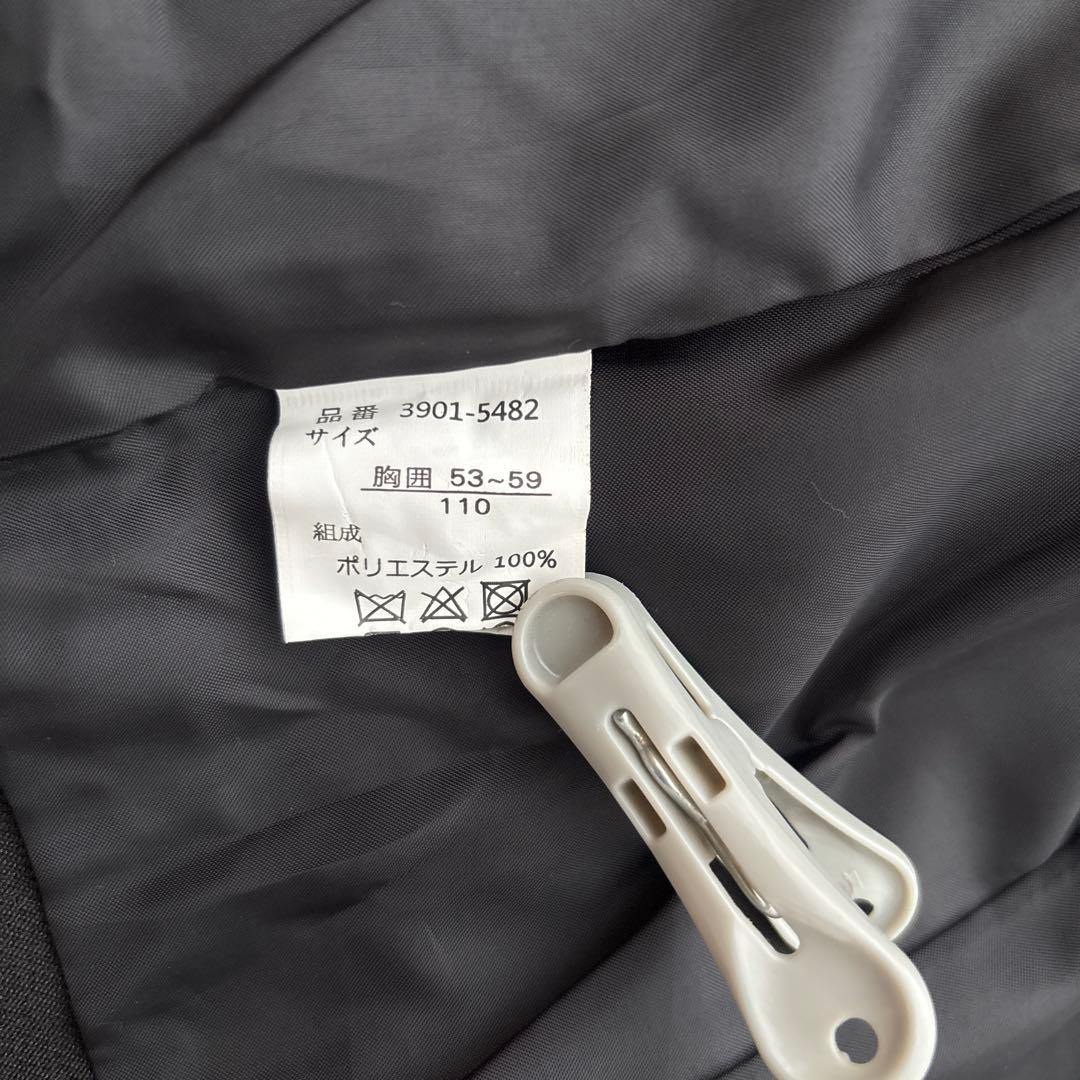 品番 3901-5482
サイズ
胸囲 53~59
110
組成
ポリエステル 100%